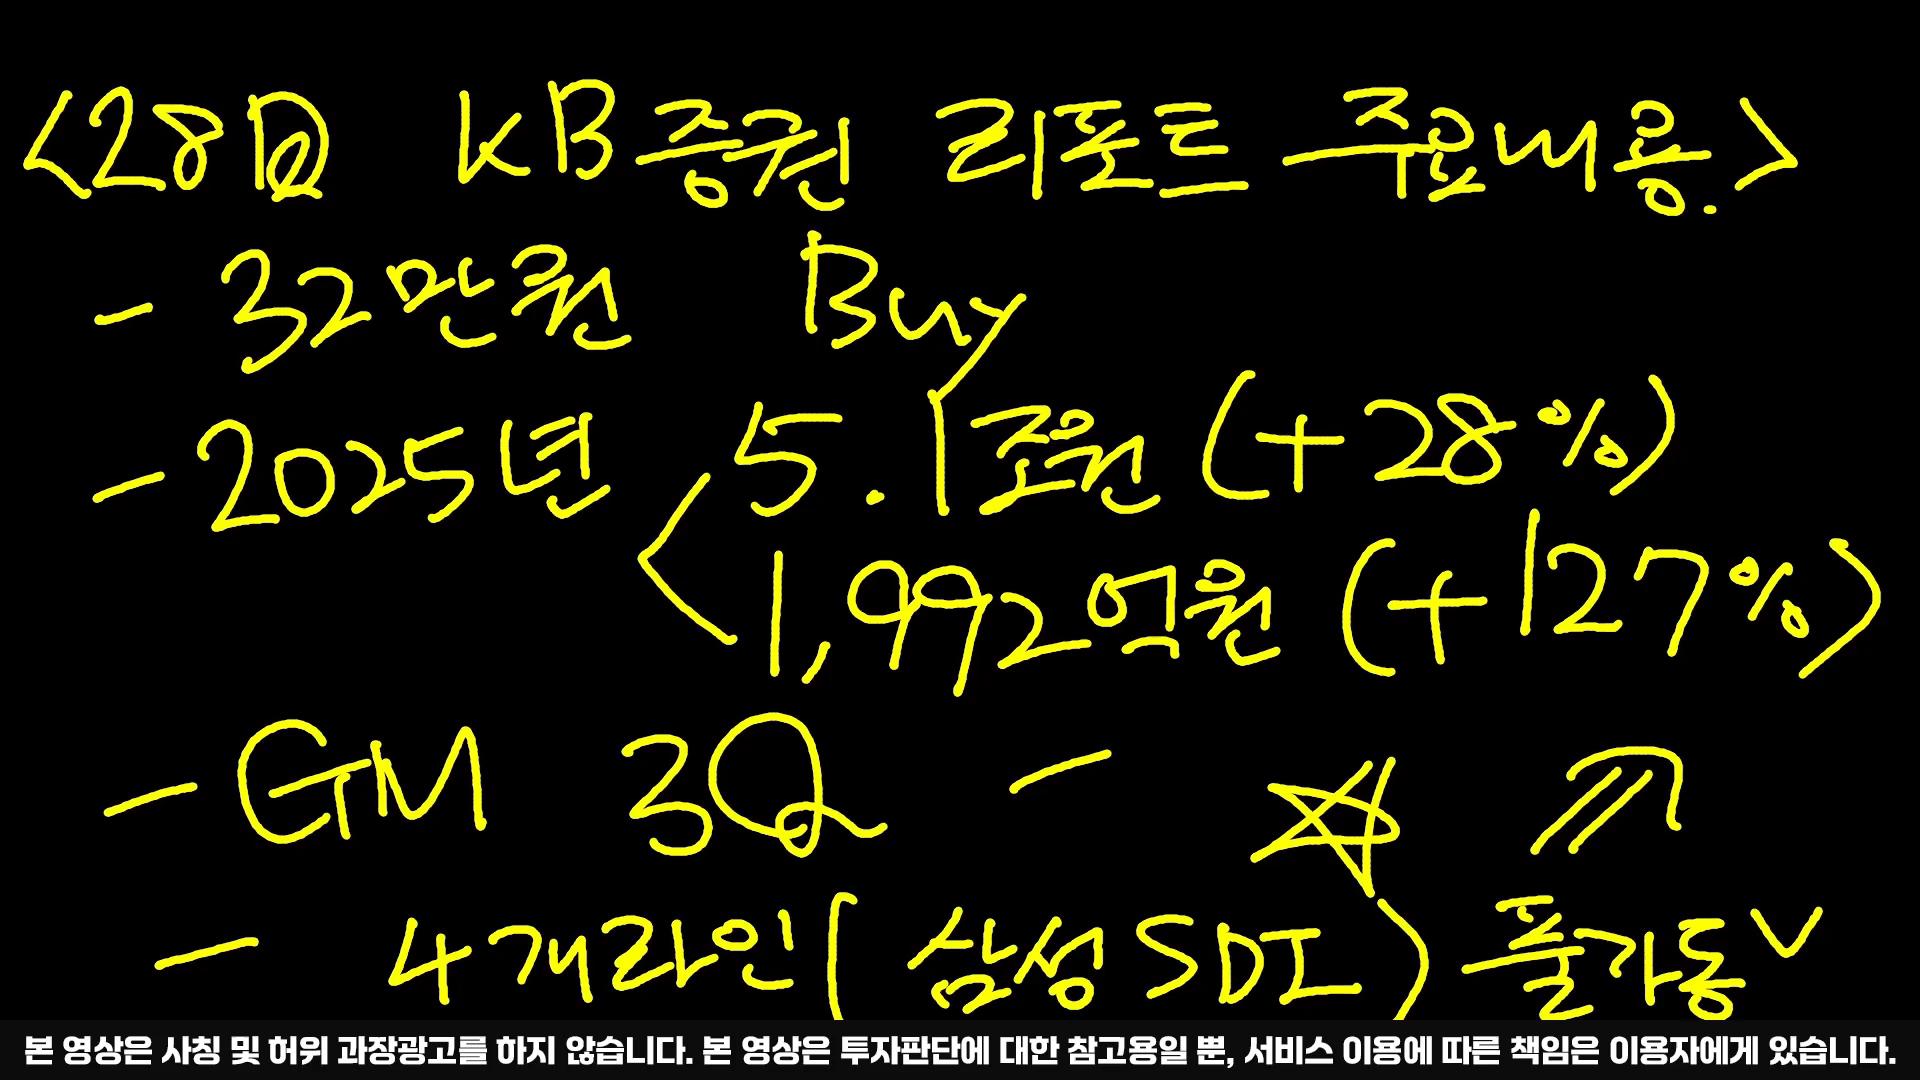 <28日 KB증권 리포트 주요내용.>
- 32만원 Buy
- 2025년 < 5.1조원 (+28%)
1,992억원 (+127%)
- GM 3Q - ☆ ⇗
- 4개라인 (삼성SDI) 풀가동 ✓
본 영상은 사칭 및 허위 과장광고를 하지 않습니다. 본 영상은 투자판단에 대한 참고용일 뿐, 서비스 이용에 따른 책임은 이용자에게 있습니다.